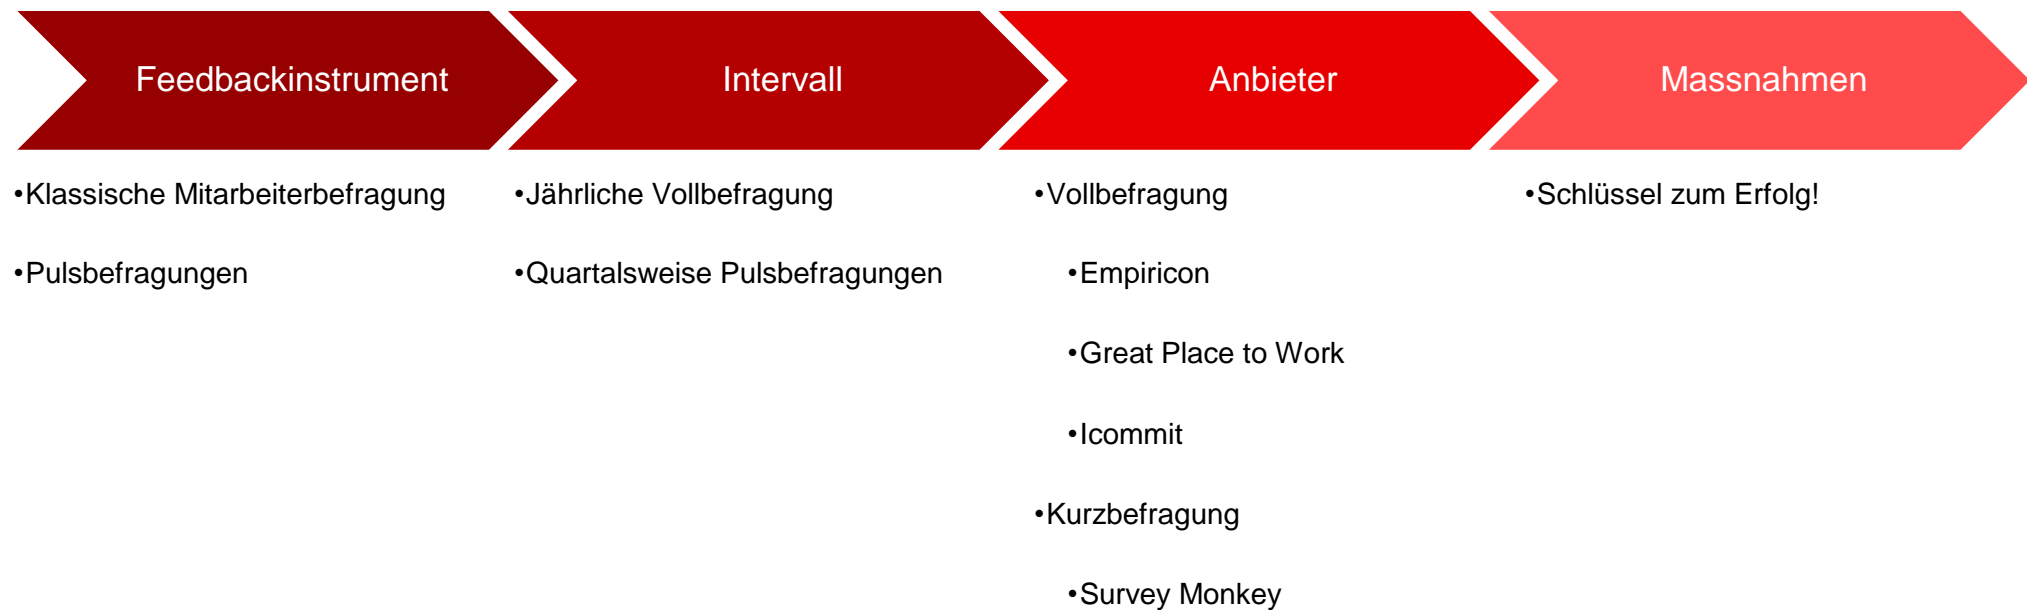 Feedbackinstrument
•Klassische Mitarbeiterbefragung
•Pulsbefragungen
Intervall
•Jährliche Vollbefragung
•Quartalsweise Pulsbefragungen
Anbieter
•Vollbefragung
•Empiricon
•Great Place to Work
•Icommit
•Kurzbefragung
•Survey Monkey
Massnahmen
•Schlüssel zum Erfolg!